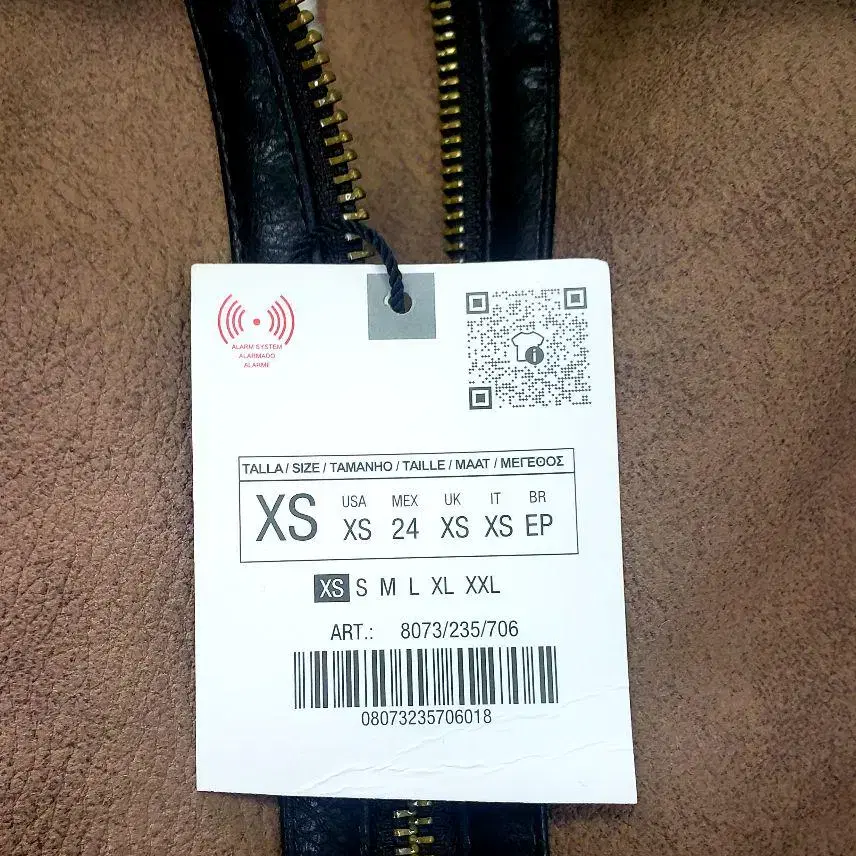 ALARM SYSTEM
ALARMADO
ALARME
i
TALLA / SIZE / TAMANHO / TAILLE / MAAT / ΜΕΓΕΘΟΣ
XS
USA MEX UK IT BR
XS 24 XS XS EP
XS S M L XL XXL
ART.: 8073/235/706
08073235706018